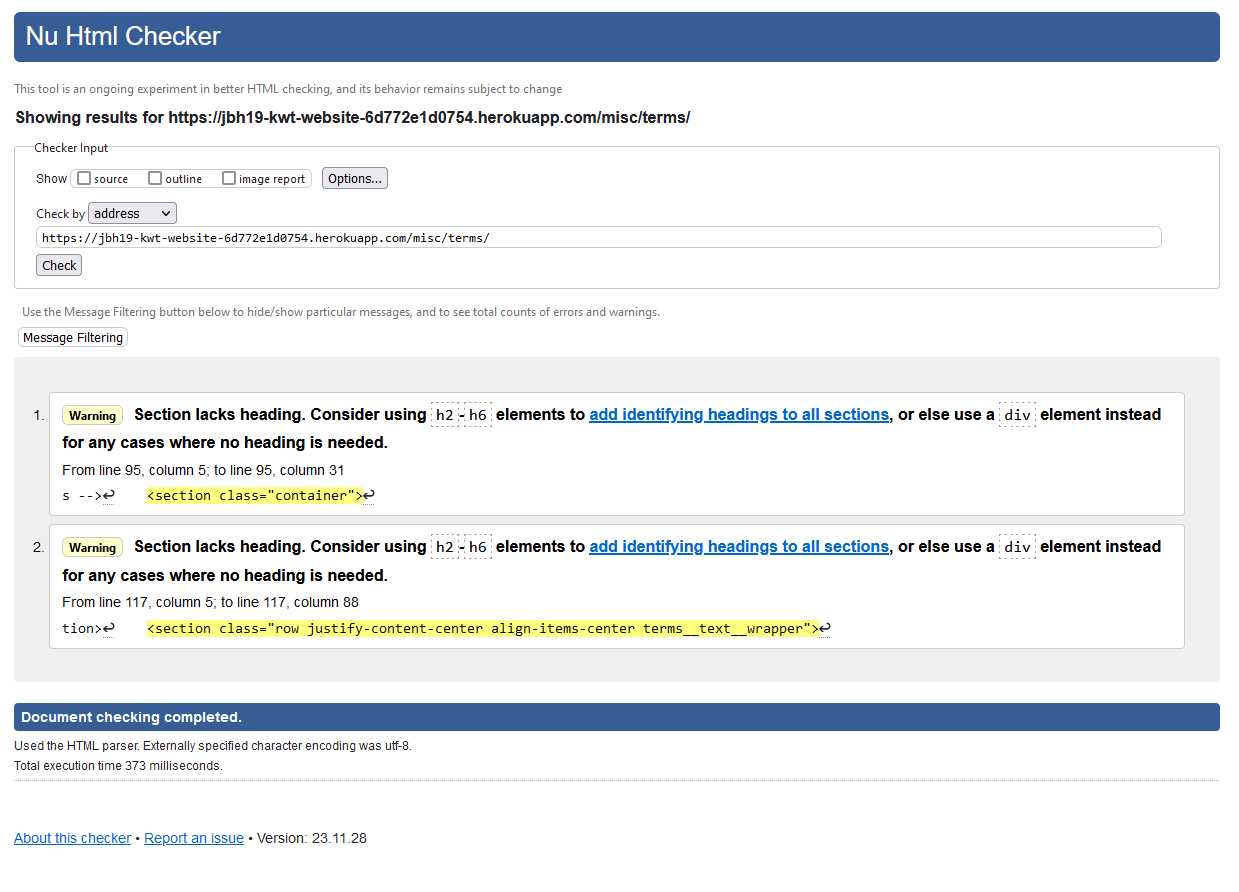 Nu Html Checker
This tool is an ongoing experiment in better HTML checking, and its behavior remains subject to change
Showing results for https://jbh19-kwt-website-6d772e1d0754.herokuapp.com/misc/terms/
Checker Input
Show source outline image report Options...
Check by address
https://jbh19-kwt-website-6d772e1d0754.herokuapp.com/misc/terms/
Check
Use the Message Filtering button below to hide/show particular messages, and to see total counts of errors and warnings.
Message Filtering
1. Warning Section lacks heading. Consider using h2-h6 elements to add identifying headings to all sections, or else use a div element instead
for any cases where no heading is needed.
From line 95, column 5; to line 95, column 31
s -->↩ <section class="container">↩
2. Warning Section lacks heading. Consider using h2-h6 elements to add identifying headings to all sections, or else use a div element instead
for any cases where no heading is needed.
From line 117, column 5; to line 117, column 88
tion>↩ <section class="row justify-content-center align-items-center terms__text__wrapper">↩
Document checking completed.
Used the HTML parser. Externally specified character encoding was utf-8.
Total execution time 373 milliseconds.
About this checker • Report an issue • Version: 23.11.28